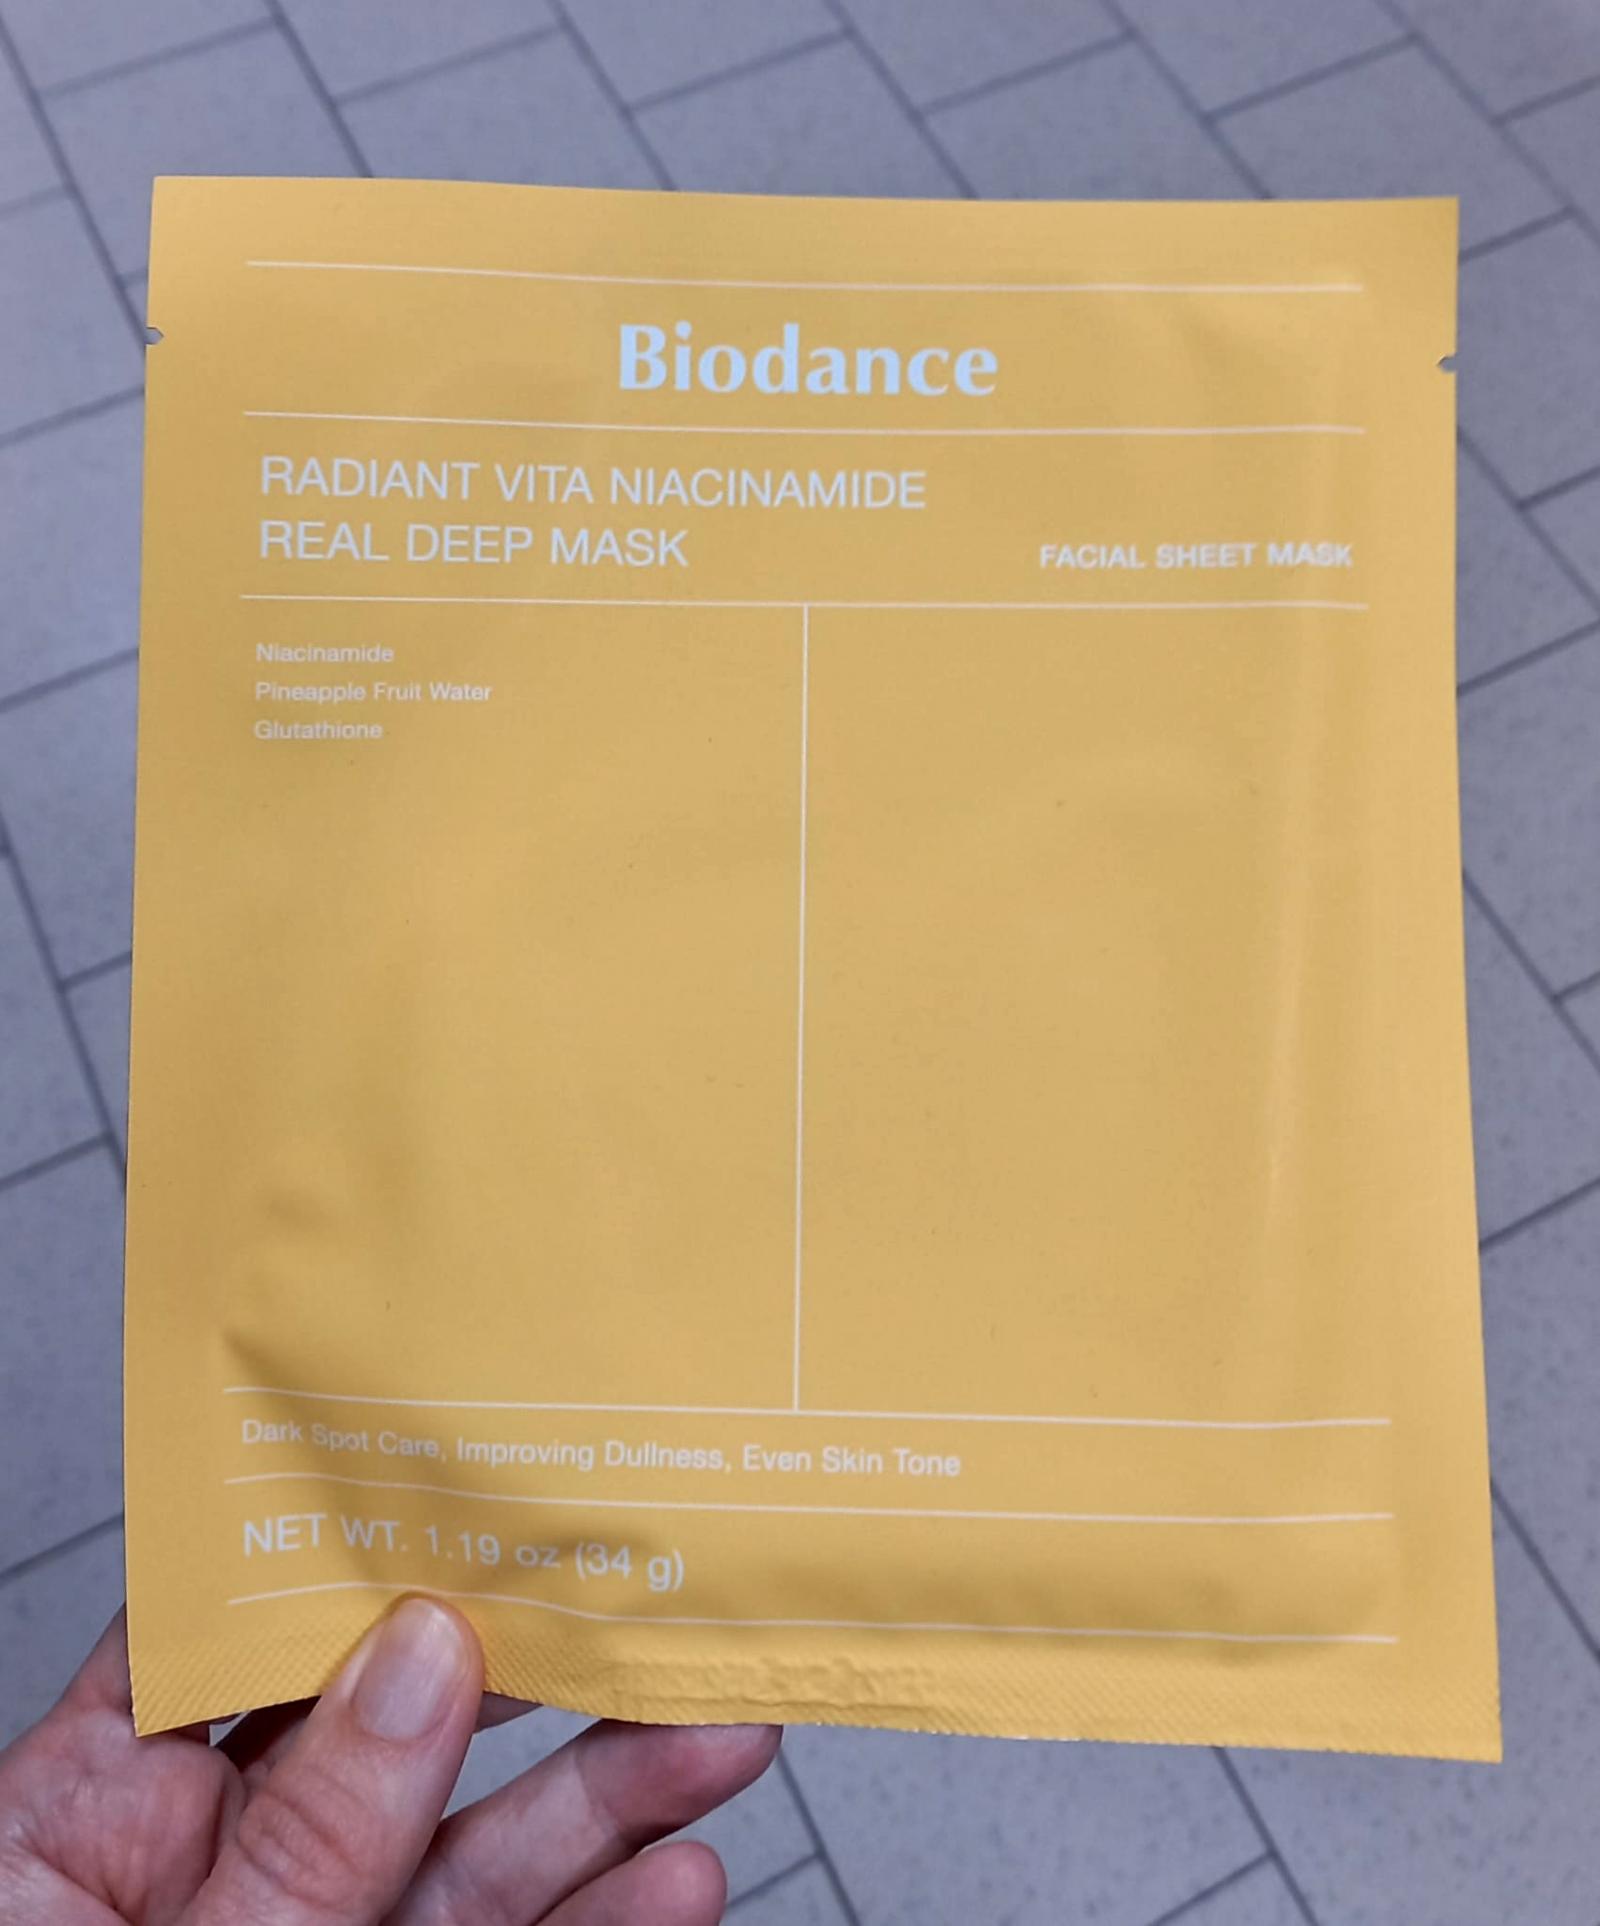 Biodance
RADIANT VITA NIACINAMIDE
REAL DEEP MASK
FACIAL SHEET MASK
Niacinamide
Pineapple Fruit Water
Glutathione
Dark Spot Care, Improving Dullness, Even Skin Tone
NET WT. 1.19 oz (34 g)